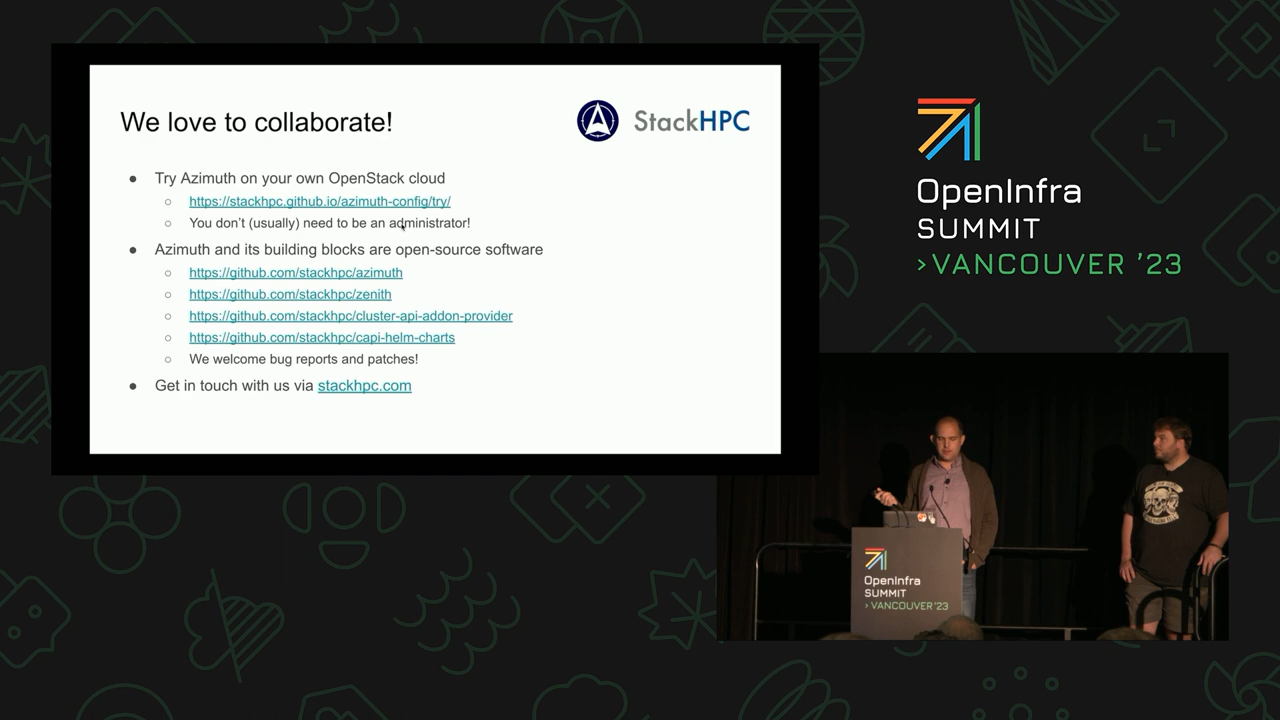 We love to collaborate!
StackHPC
Try Azimuth on your own OpenStack cloud
https://stackhpc.github.io/azimuth-config/try/
You don't (usually) need to be an administrator!
Azimuth and its building blocks are open-source software
https://github.com/stackhpc/azimuth
https://github.com/stackhpc/zenith
https://github.com/stackhpc/cluster-api-addon-provider
https://github.com/stackhpc/capi-helm-charts
We welcome bug reports and patches!
Get in touch with us via stackhpc.com
OpenInfra
SUMMIT
>VANCOUVER '23
OpenInfra
SUMMIT
> VANCOUVER '23